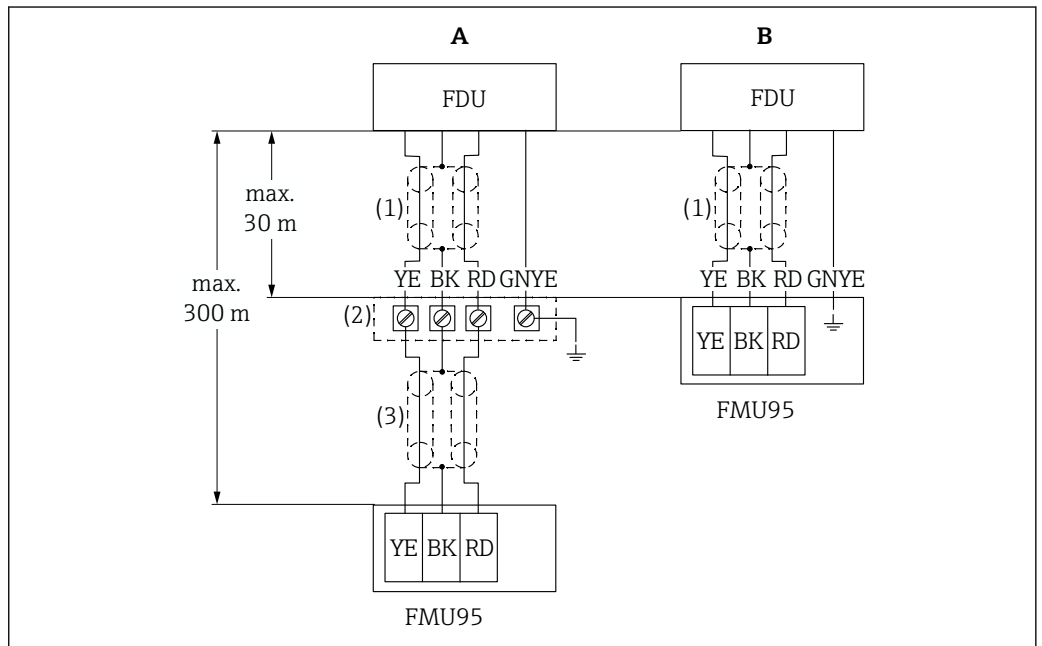 A B
FDU FDU
max.
30 m
max.
300 m
(1) (1)
YE BK RD GNYE YE BK RD GNYE
(2)
YE BK RD
FMU95
(3)
YE BK RD
FMU95